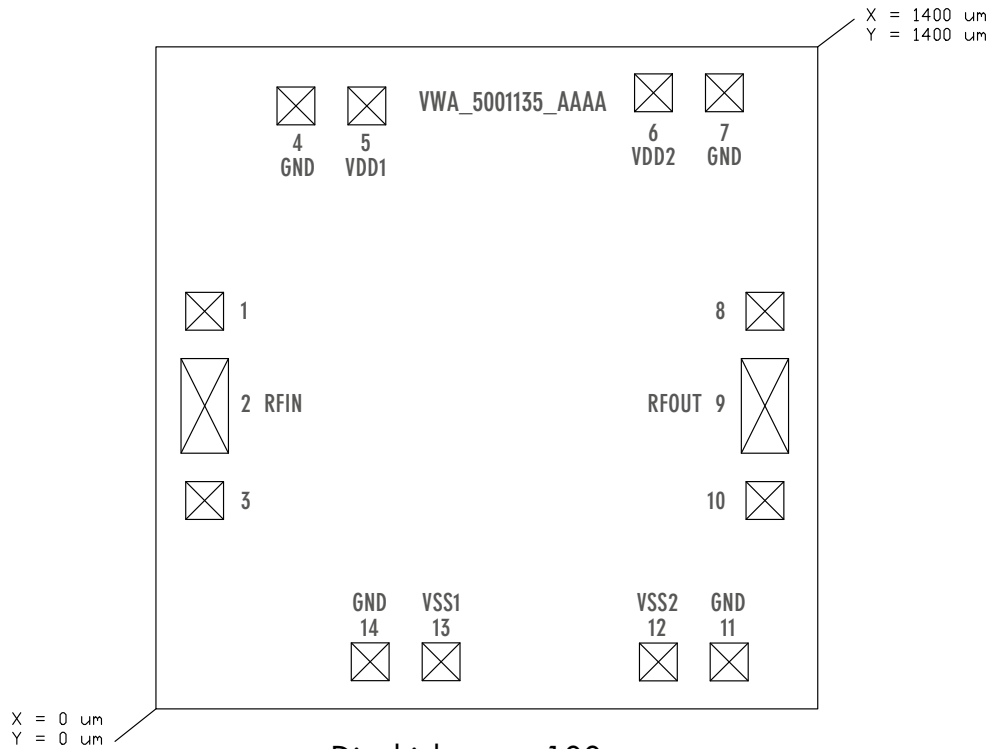 X = 1400 um
Y = 1400 um
VWA_5001135_AAAA
4
GND
5
VDD1
6
VDD2
7
GND
1
8
2 RFIN
RFOUT 9
3
10
GND
14
VSS1
13
VSS2
12
GND
11
X = 0 um
Y = 0 um